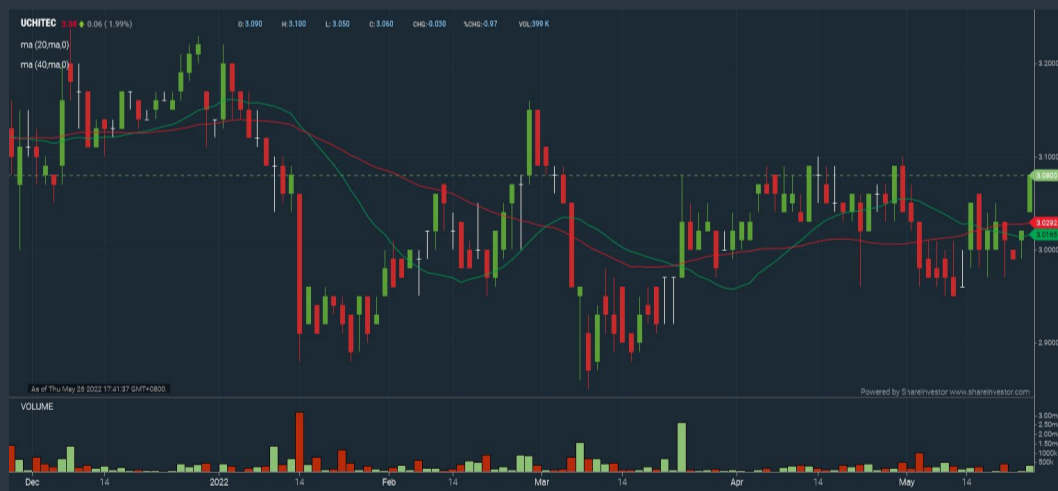 UCHITEC 3.08 0.06 ( 1.99%) O: 3.090 H: 3.100 L: 3.050 C: 3.060 CHG:-0.030 %CHG:-0.97 VOL:399 K
ma (20,ma,0)
ma (40,ma,0)
3.2000
3.1000
3.0800
3.0292
3.0165
3.0000
2.9000
As of Thu May 26 2022 17:41:37 GMT+0800.
Powered by ShareInvestor www.shareinvestor.com
VOLUME
3.00m
2.50m
2.00m
1.50m
1000k
500k
Dec 14 2022 Feb 14 Mar 14 Apr 14 May 14